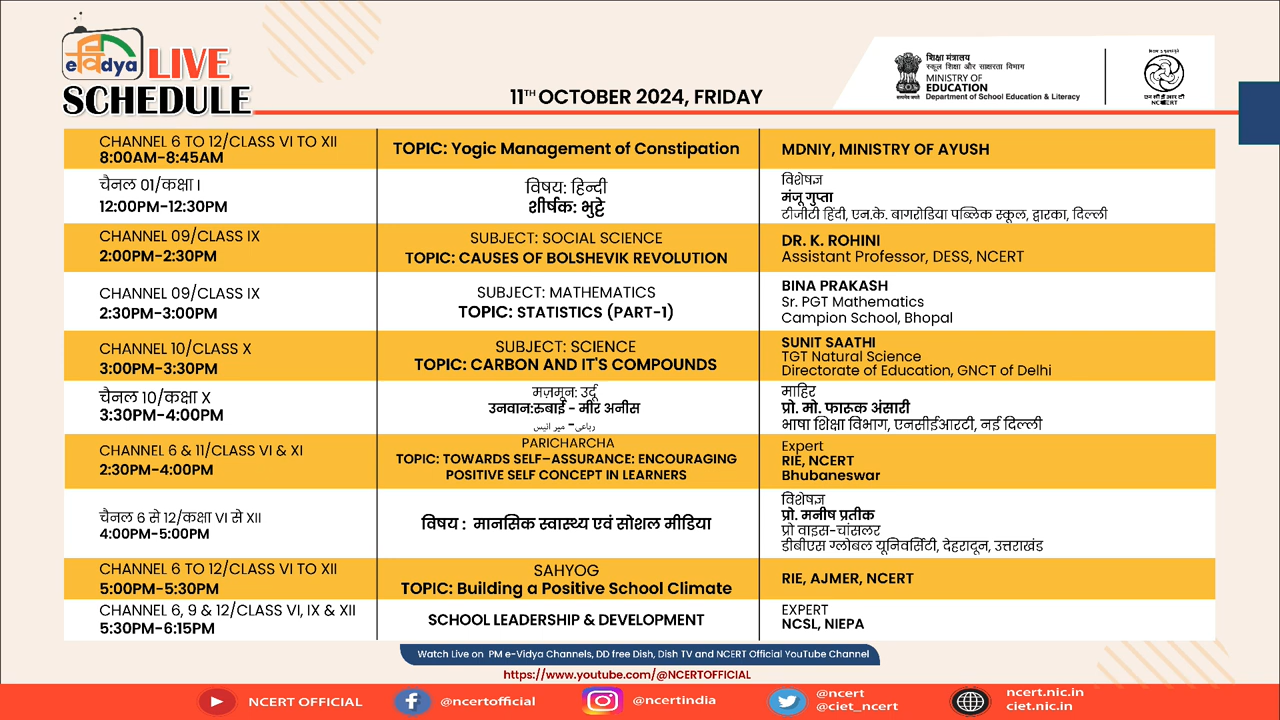 eविdya LIVE
SCHEDULE
11TH OCTOBER 2024, FRIDAY
शिक्षा मंत्रालय
स्कूल शिक्षा और साक्षरता विभाग
MINISTRY OF
EDUCATION
Department of School Education & Literacy
सत्यमेव जयते
एन सी ई आर टी
NCERT
CHANNEL 6 TO 12/CLASS VI TO XII
8:00AM-8:45AM
TOPIC: Yogic Management of Constipation
MDNIY, MINISTRY OF AYUSH
चैनल 01/कक्षा I
12:00PM-12:30PM
विषय: हिन्दी
शीर्षक: भुट्टे
विशेषज्ञ
मंजू गुप्ता
टीजीटी हिंदी, एन.के. बागरोडिया पब्लिक स्कूल, द्वारका, दिल्ली
CHANNEL 09/CLASS IX
2:00PM-2:30PM
SUBJECT: SOCIAL SCIENCE
TOPIC: CAUSES OF BOLSHEVIK REVOLUTION
DR. K. ROHINI
Assistant Professor, DESS, NCERT
CHANNEL 09/CLASS IX
2:30PM-3:00PM
SUBJECT: MATHEMATICS
TOPIC: STATISTICS (PART-1)
BINA PRAKASH
Sr. PGT Mathematics
Campion School, Bhopal
CHANNEL 10/CLASS X
3:00PM-3:30PM
SUBJECT: SCIENCE
TOPIC: CARBON AND IT'S COMPOUNDS
SUNIT SAATHI
TGT Natural Science
Directorate of Education, GNCT of Delhi
चैनल 10/कक्षा X
3:30PM-4:00PM
मज़मून: उर्दू
उनवान:रुबाई - मीर अनीस
رباعی - میر انیس
माहिर
प्रो. मो. फारूक अंसारी
भाषा शिक्षा विभाग, एनसीईआरटी, नई दिल्ली
CHANNEL 6 & 11/CLASS VI & XI
2:30PM-4:00PM
PARICHARCHA
TOPIC: TOWARDS SELF-ASSURANCE: ENCOURAGING
POSITIVE SELF CONCEPT IN LEARNERS
Expert
RIE, NCERT
Bhubaneswar
चैनल 6 से 12/कक्षा VI से XII
4:00PM-5:00PM
विषय : मानसिक स्वास्थ्य एवं सोशल मीडिया
विशेषज्ञ
प्रो. मनीष प्रतीक
प्रो वाइस-चांसलर
डीबीएस ग्लोबल यूनिवर्सिटी, देहरादून, उत्तराखंड
CHANNEL 6 TO 12/CLASS VI TO XII
5:00PM-5:30PM
SAHYOG
TOPIC: Building a Positive School Climate
RIE, AJMER, NCERT
CHANNEL 6, 9 & 12/CLASS VI, IX & XII
5:30PM-6:15PM
SCHOOL LEADERSHIP & DEVELOPMENT
EXPERT
NCSL, NIEPA
Watch Live on PM e-Vidya Channels, DD free Dish, Dish TV and NCERT Official YouTube Channel
https://www.youtube.com/@NCERTOFFICIAL
NCERT OFFICIAL
@ncertofficial
@ncertindia
@ncert
@ciet_ncert
ncert.nic.in
ciet.nic.in